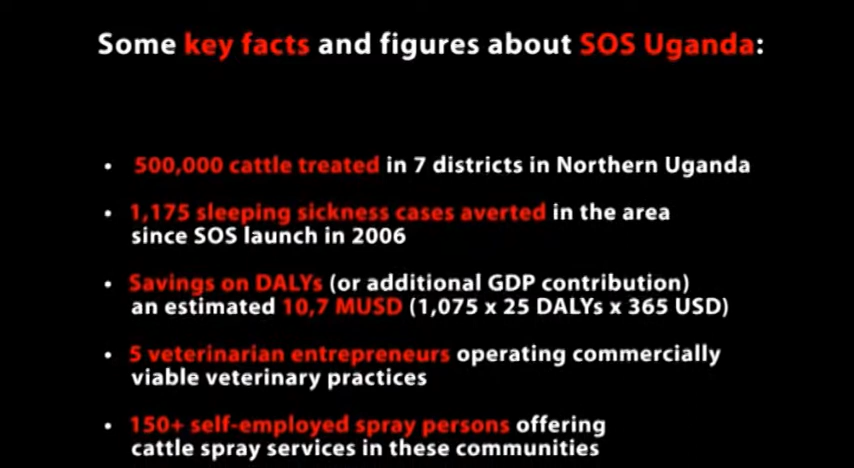 Some key facts and figures about SOS Uganda:
• 500,000 cattle treated in 7 districts in Northern Uganda
• 1,175 sleeping sickness cases averted in the area
since SOS launch in 2006
• Savings on DALYs (or additional GDP contribution)
an estimated 10,7 MUSD (1,075 x 25 DALYs x 365 USD)
• 5 veterinarian entrepreneurs operating commercially
viable veterinary practices
• 150+ self-employed spray persons offering
cattle spray services in these communities